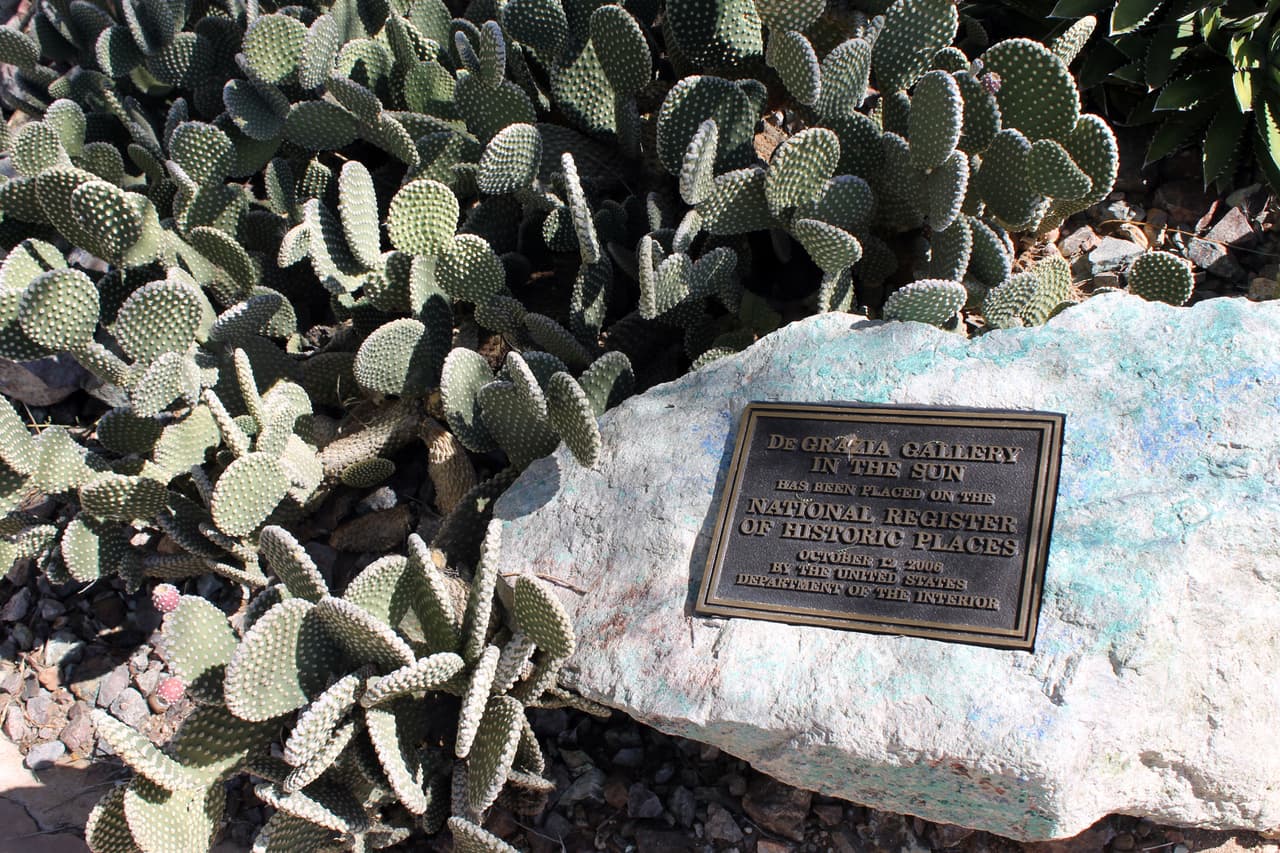 DE GRAZIA GALLERY
IN THE SUN
HAS BEEN PLACED ON THE
NATIONAL REGISTER
OF HISTORIC PLACES
OCTOBER 12, 2006
BY THE UNITED STATES
DEPARTMENT OF THE INTERIOR